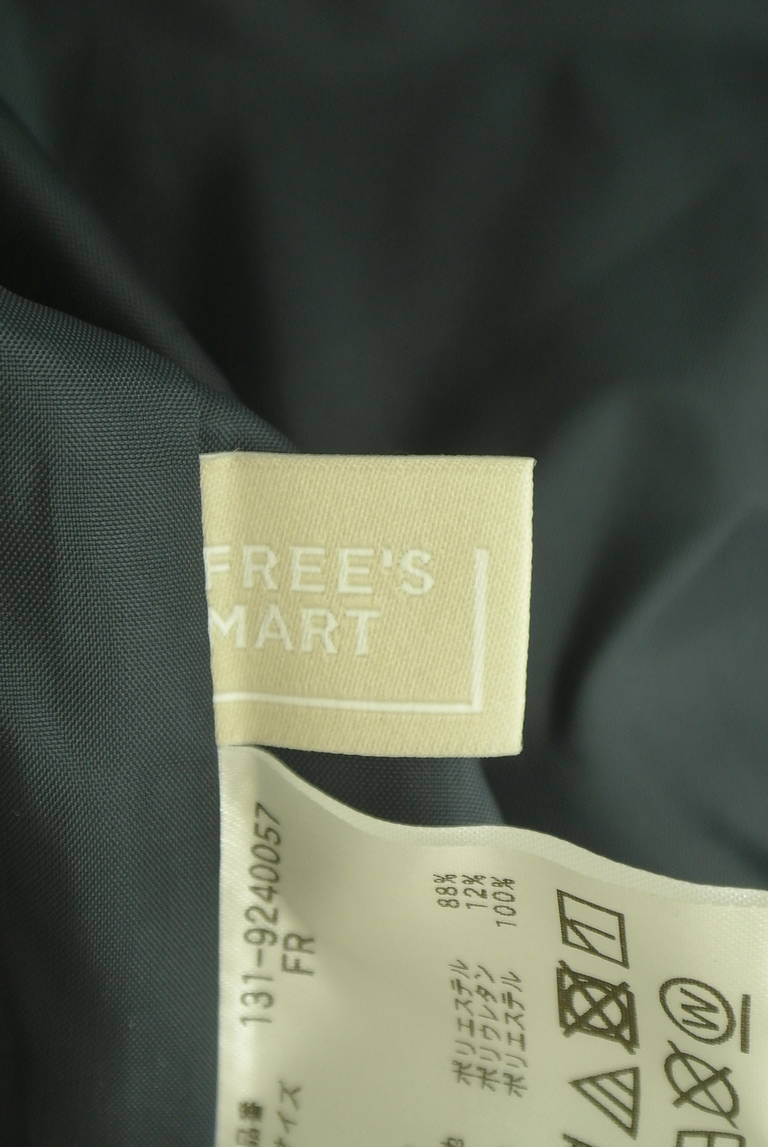 FREE'S
MART
品番 131-9240057
サイズ FR
ポリエステル 88%
ポリウレタン 12%
ポリエステル 100%
W